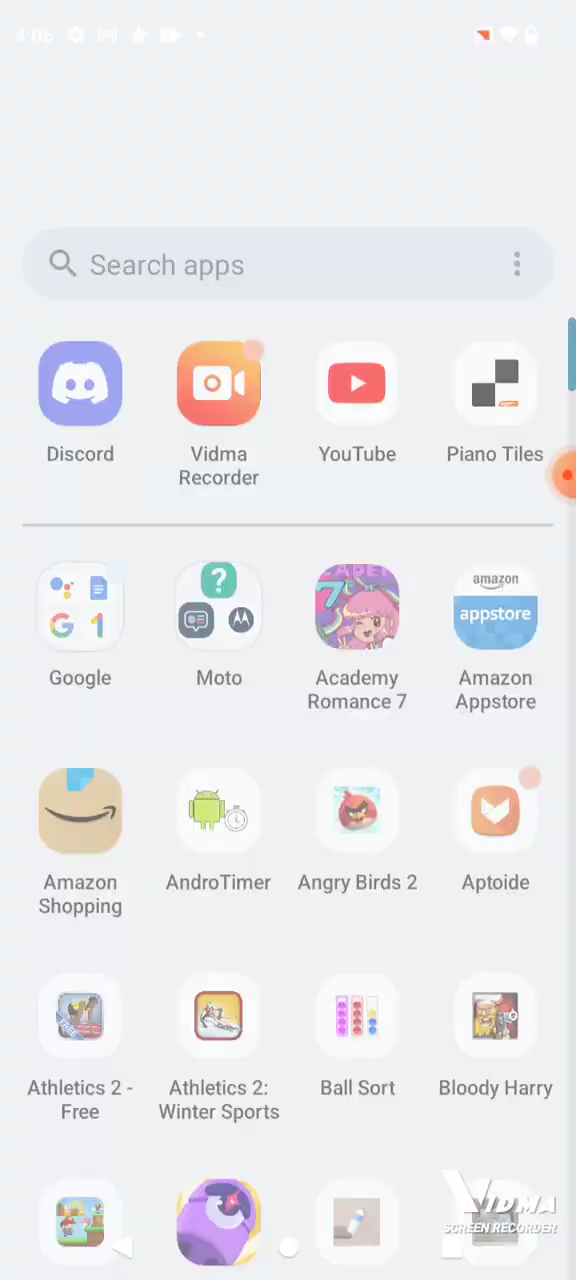 4:06
Search apps
Discord
Vidma
Recorder
YouTube
Piano Tiles
amazon
appstore
Google
Moto
Academy
Romance 7
Amazon
Appstore
Amazon
Shopping
AndroTimer
Angry Birds 2
Aptoide
Athletics 2 -
Free
Athletics 2:
Winter Sports
Ball Sort
Bloody Harry
VIDMA
SCREEN RECORDER